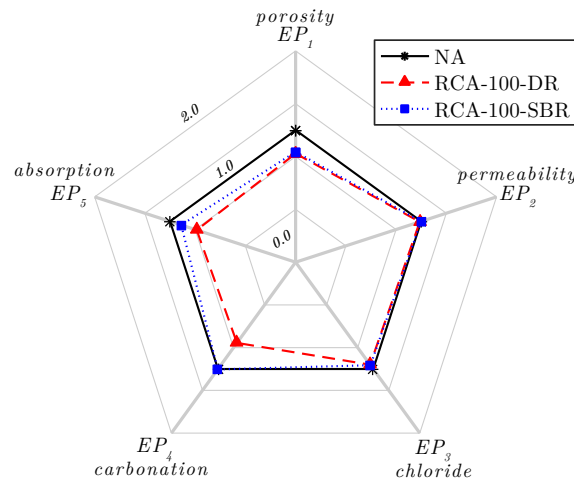 porosity
EP₁
NA
RCA-100-DR
RCA-100-SBR
2.0
1.0
0.0
absorption
EP₅
permeability
EP₂
EP₄
carbonation
EP₃
chloride